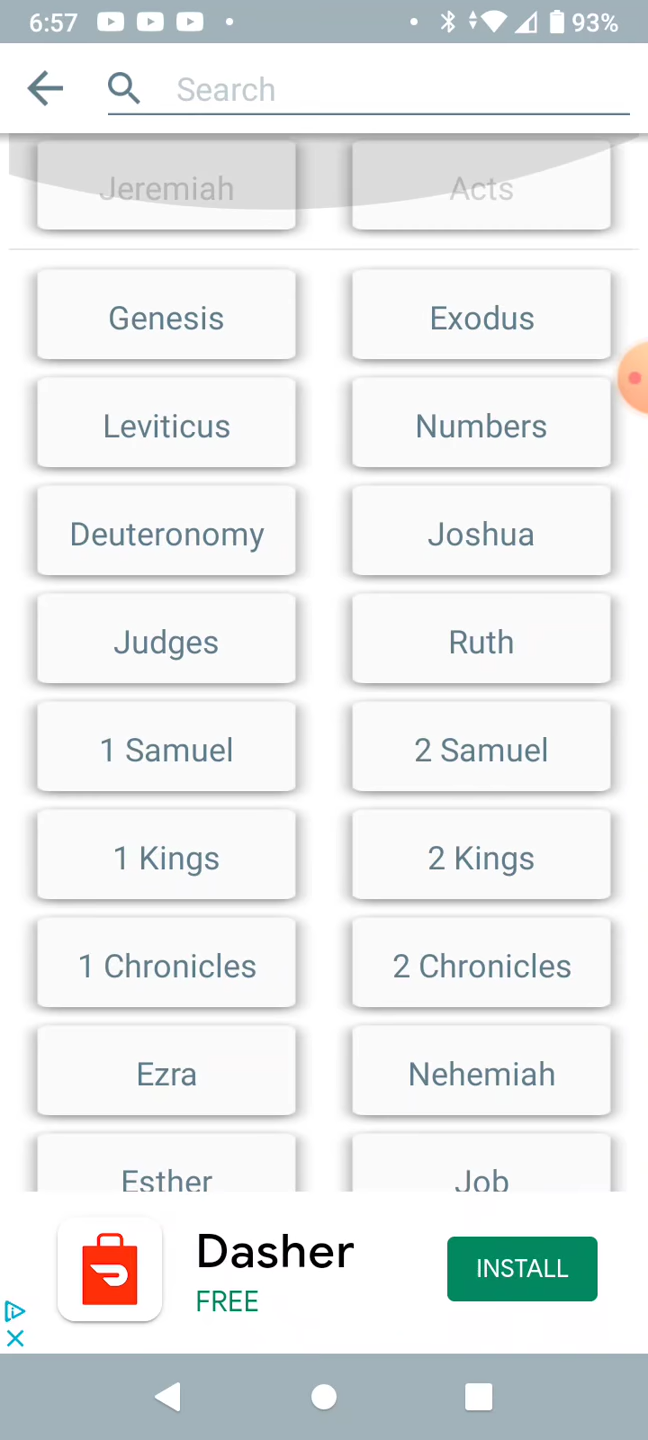 6:57 93%
Search
Jeremiah Acts
Genesis Exodus
Leviticus Numbers
Deuteronomy Joshua
Judges Ruth
1 Samuel 2 Samuel
1 Kings 2 Kings
1 Chronicles 2 Chronicles
Ezra Nehemiah
Esther Job
Dasher
FREE
INSTALL